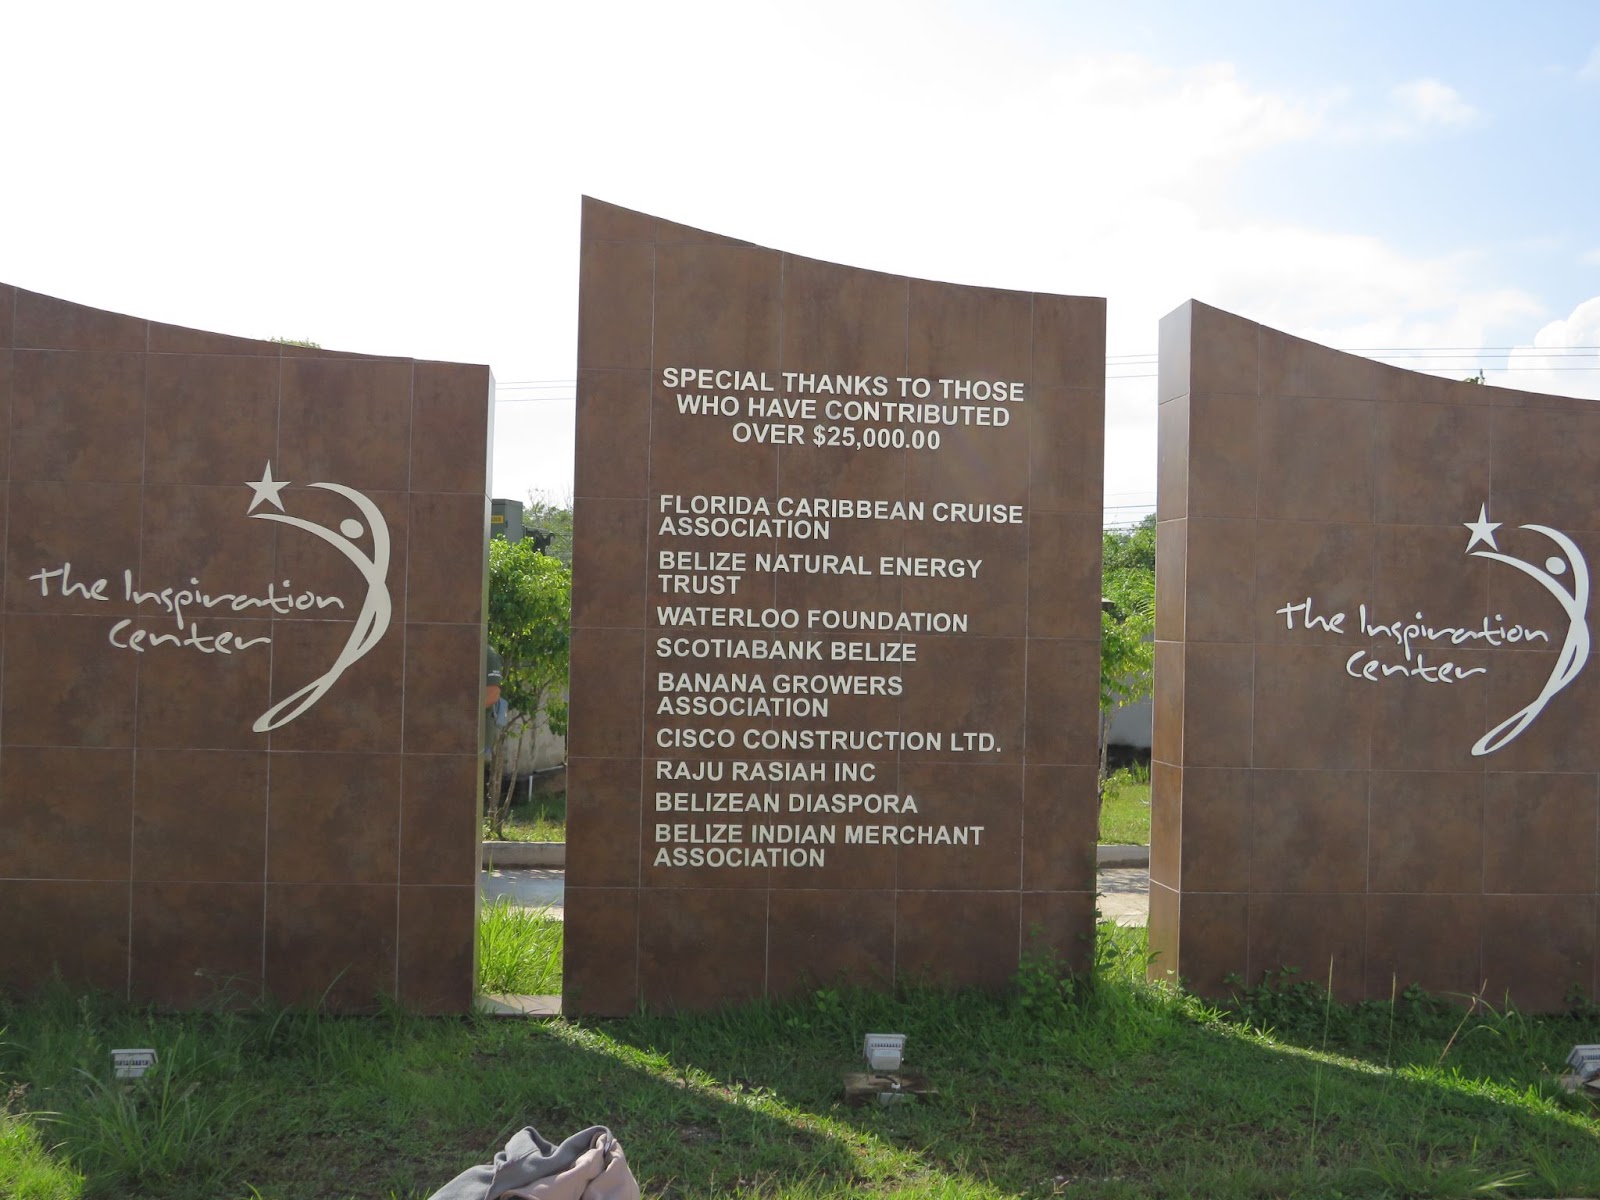 The Inspiration
Center
SPECIAL THANKS TO THOSE
WHO HAVE CONTRIBUTED
OVER $25,000.00
FLORIDA CARIBBEAN CRUISE
ASSOCIATION
BELIZE NATURAL ENERGY
TRUST
WATERLOO FOUNDATION
SCOTIABANK BELIZE
BANANA GROWERS
ASSOCIATION
CISCO CONSTRUCTION LTD.
RAJU RASIAH INC
BELIZEAN DIASPORA
BELIZE INDIAN MERCHANT
ASSOCIATION
The Inspiration
Center